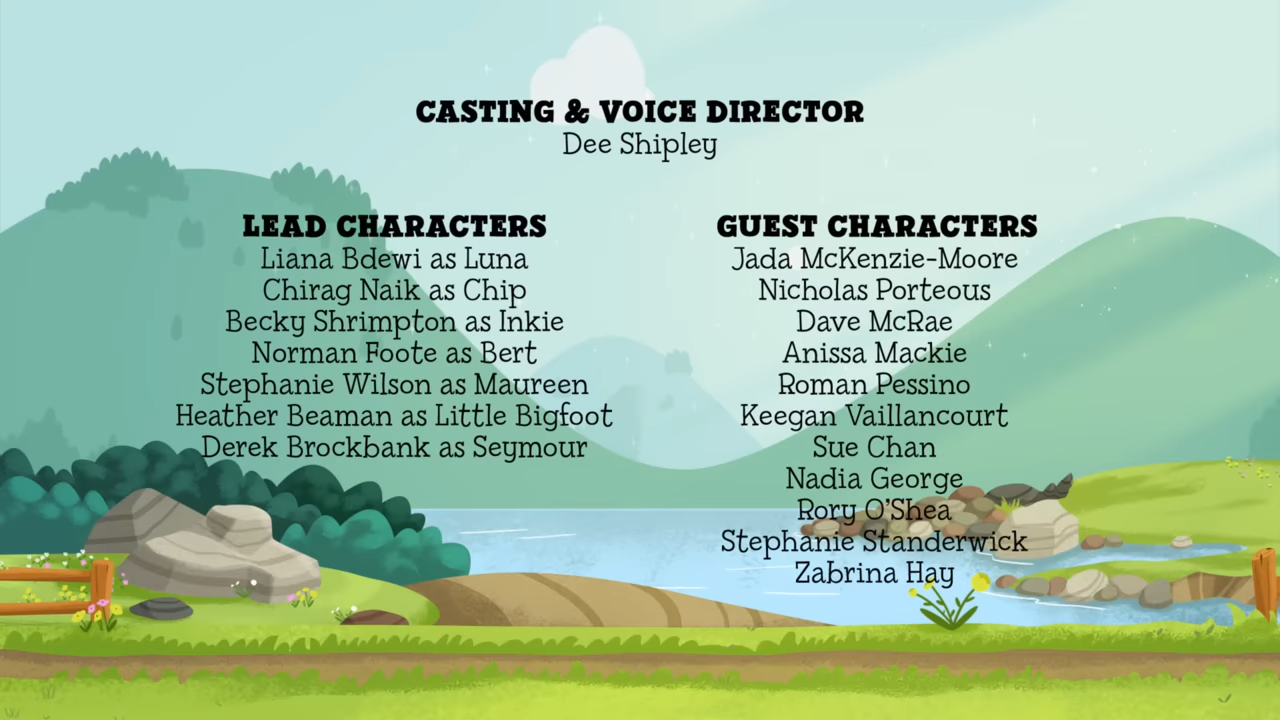 CASTING & VOICE DIRECTOR
Dee Shipley
LEAD CHARACTERS
Liana Bdewi as Luna
Chirag Naik as Chip
Becky Shrimpton as Inkie
Norman Foote as Bert
Stephanie Wilson as Maureen
Heather Beaman as Little Bigfoot
Derek Brockbank as Seymour
GUEST CHARACTERS
Jada McKenzie-Moore
Nicholas Porteous
Dave McRae
Anissa Mackie
Roman Pessino
Keegan Vaillancourt
Sue Chan
Nadia George
Rory O'Shea
Stephanie Standerwick
Zabrina Hay